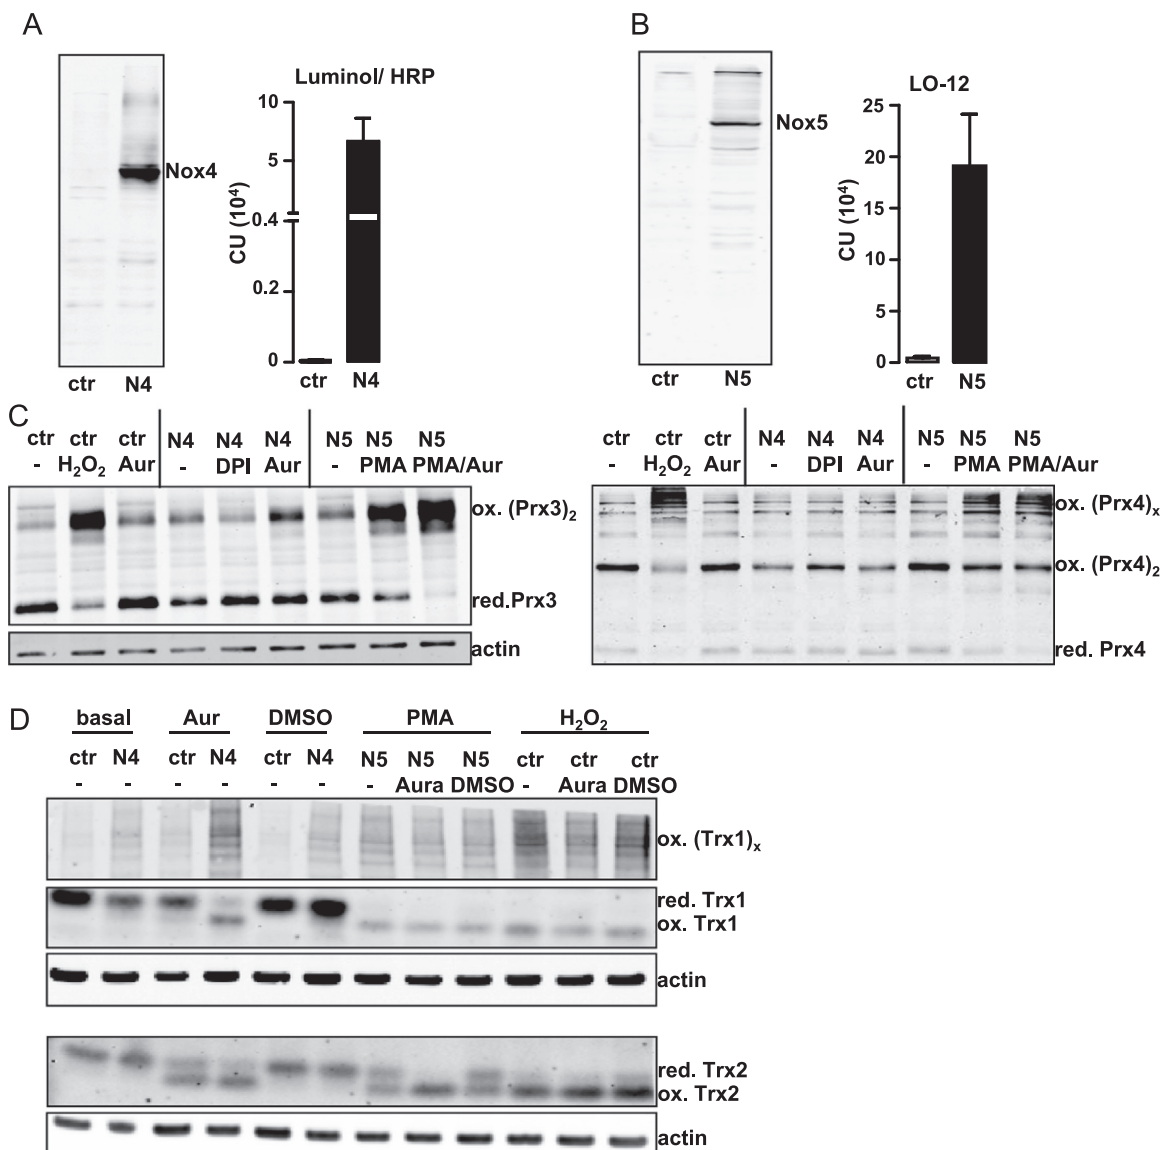 A
Nox4
ctr N4
Luminol/ HRP
CU (10⁴)
10
5
0.4
0.2
0
ctr N4
B
Nox5
ctr N5
LO-12
CU (10⁴)
25
20
15
10
5
0
ctr N5
C
ctr ctr ctr N4 N4 N4 N5 N5 N5
- H₂O₂ Aur - DPI Aur - PMA PMA/Aur
ox. (Prx3)₂
red.Prx3
actin
ctr ctr ctr N4 N4 N4 N5 N5 N5
- H₂O₂ Aur - DPI Aur - PMA PMA/Aur
ox. (Prx4)ₓ
ox. (Prx4)₂
red. Prx4
D
basal Aur DMSO PMA H₂O₂
ctr N4 ctr N4 ctr N4 N5 N5 N5 ctr ctr ctr
- - - - - - - Aura DMSO - Aura DMSO
ox. (Trx1)ₓ
red. Trx1
ox. Trx1
actin
red. Trx2
ox. Trx2
actin